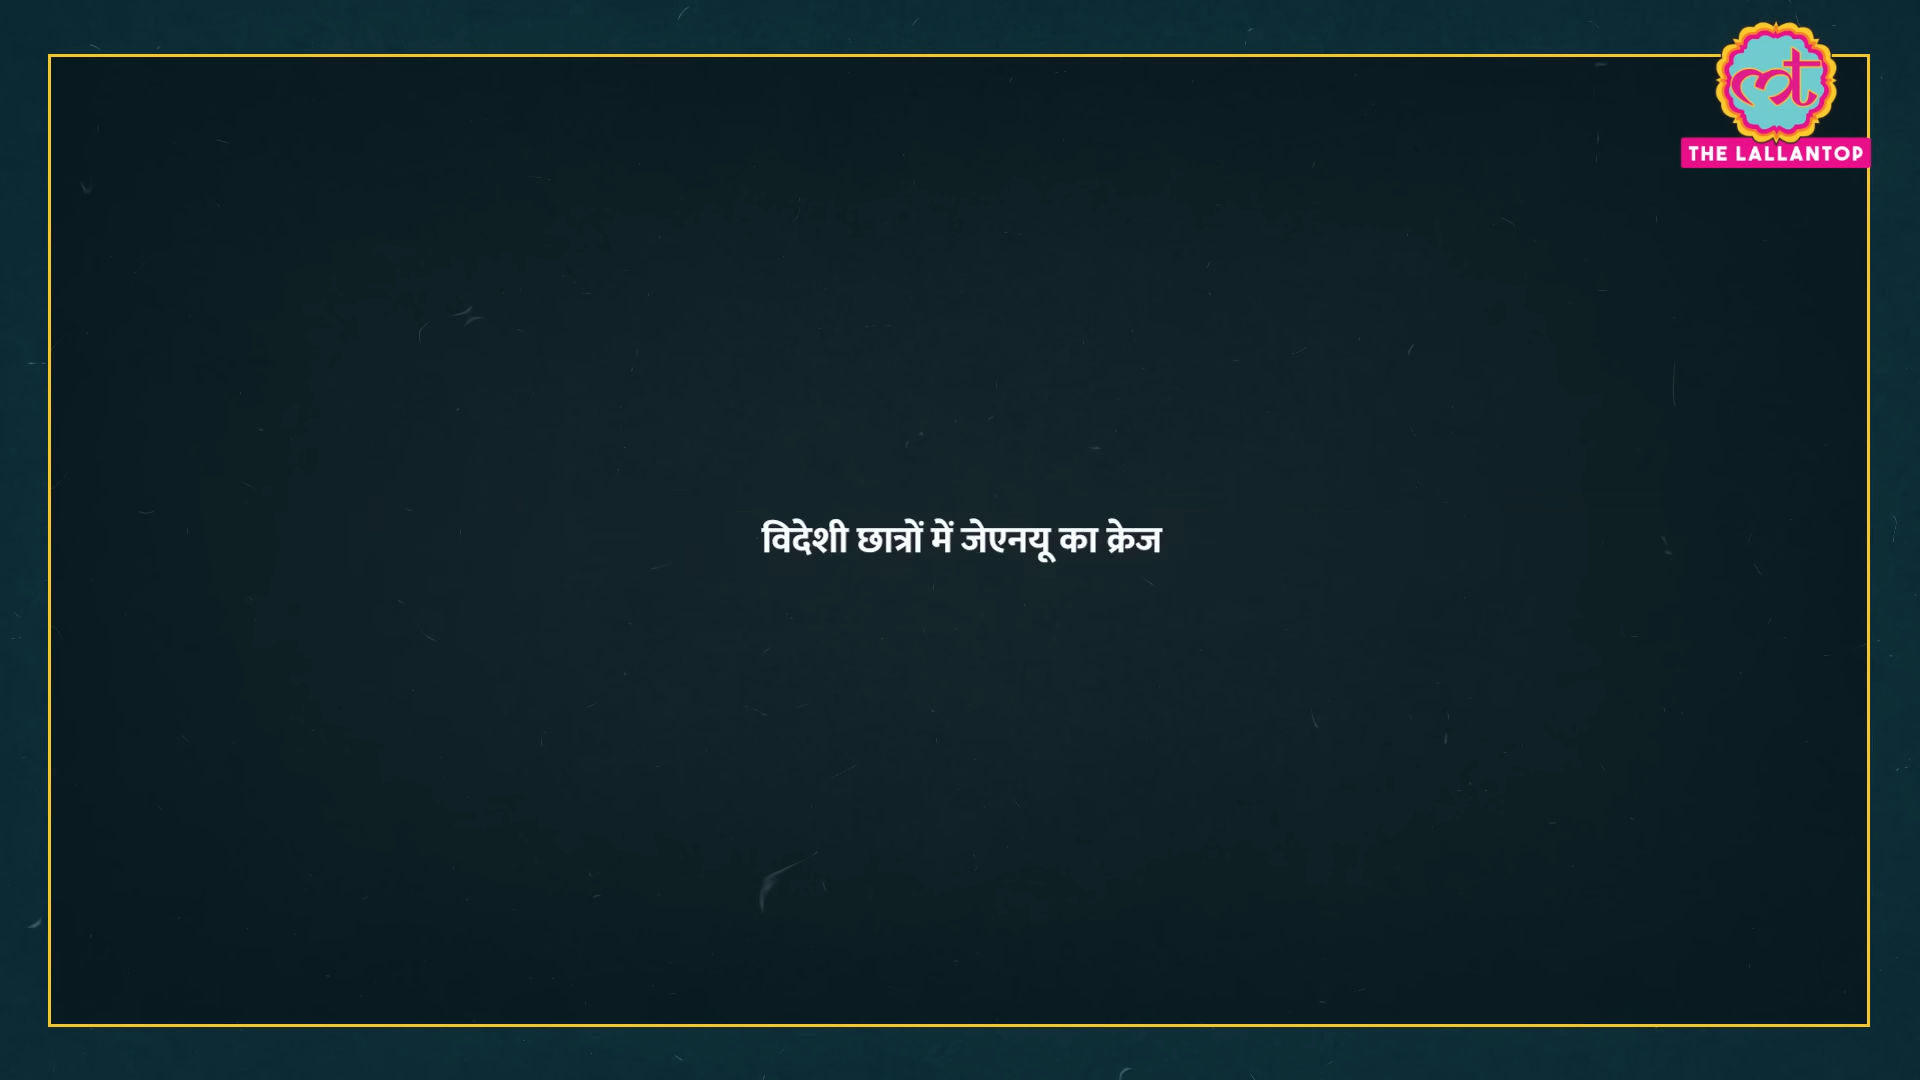 THE LALLANTOP
विदेशी छात्रों में जेएनयू का क्रेज